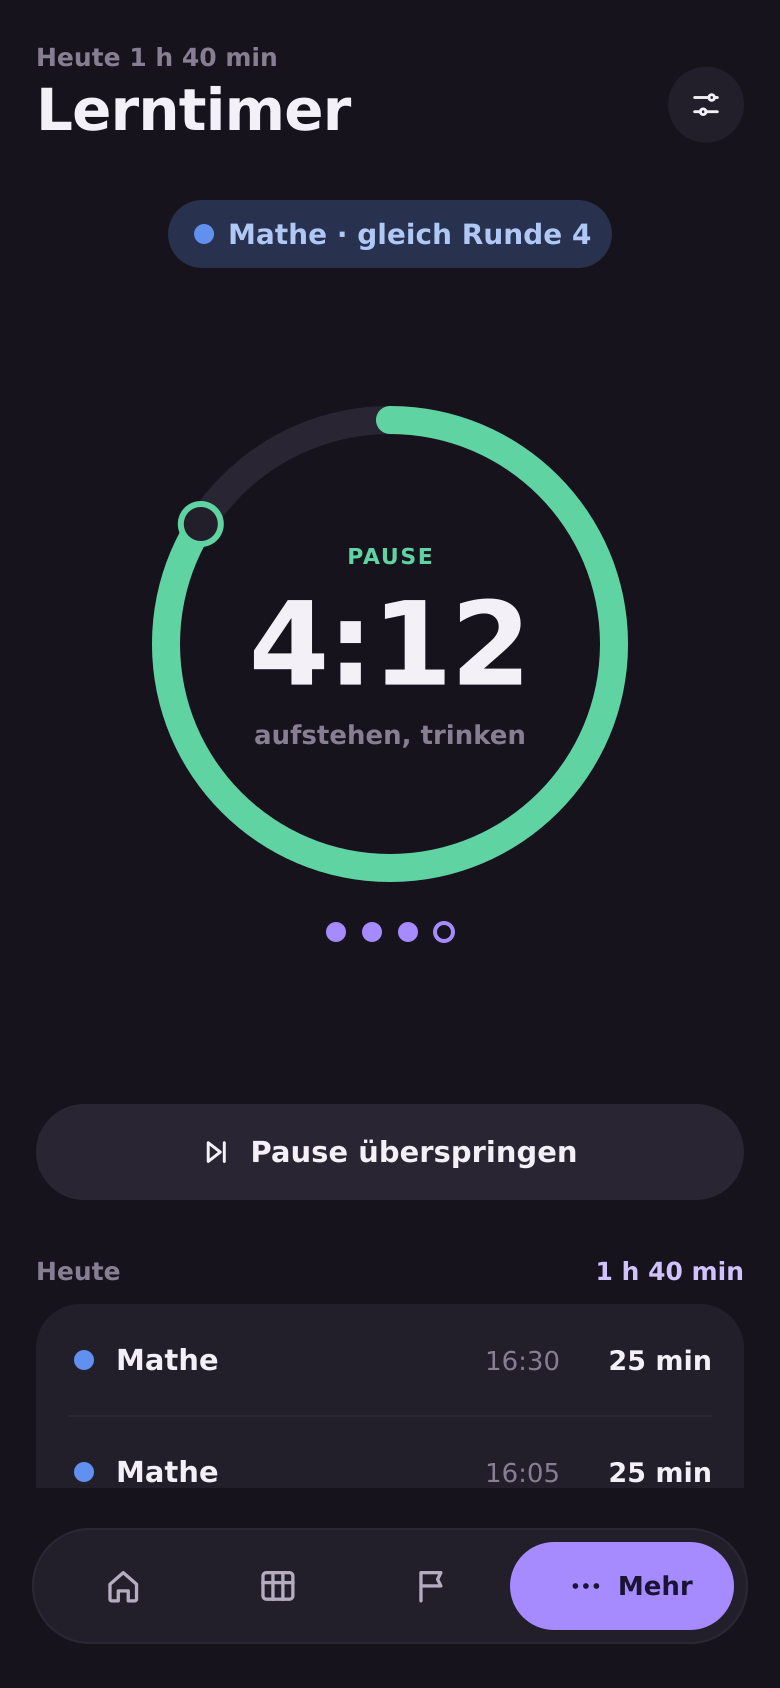 Heute 1 h 40 min
Lerntimer
Mathe · gleich Runde 4
PAUSE
4:12
aufstehen, trinken
Pause überspringen
Heute 1 h 40 min
Mathe 16:30 25 min
Mathe 16:05 25 min
Mehr